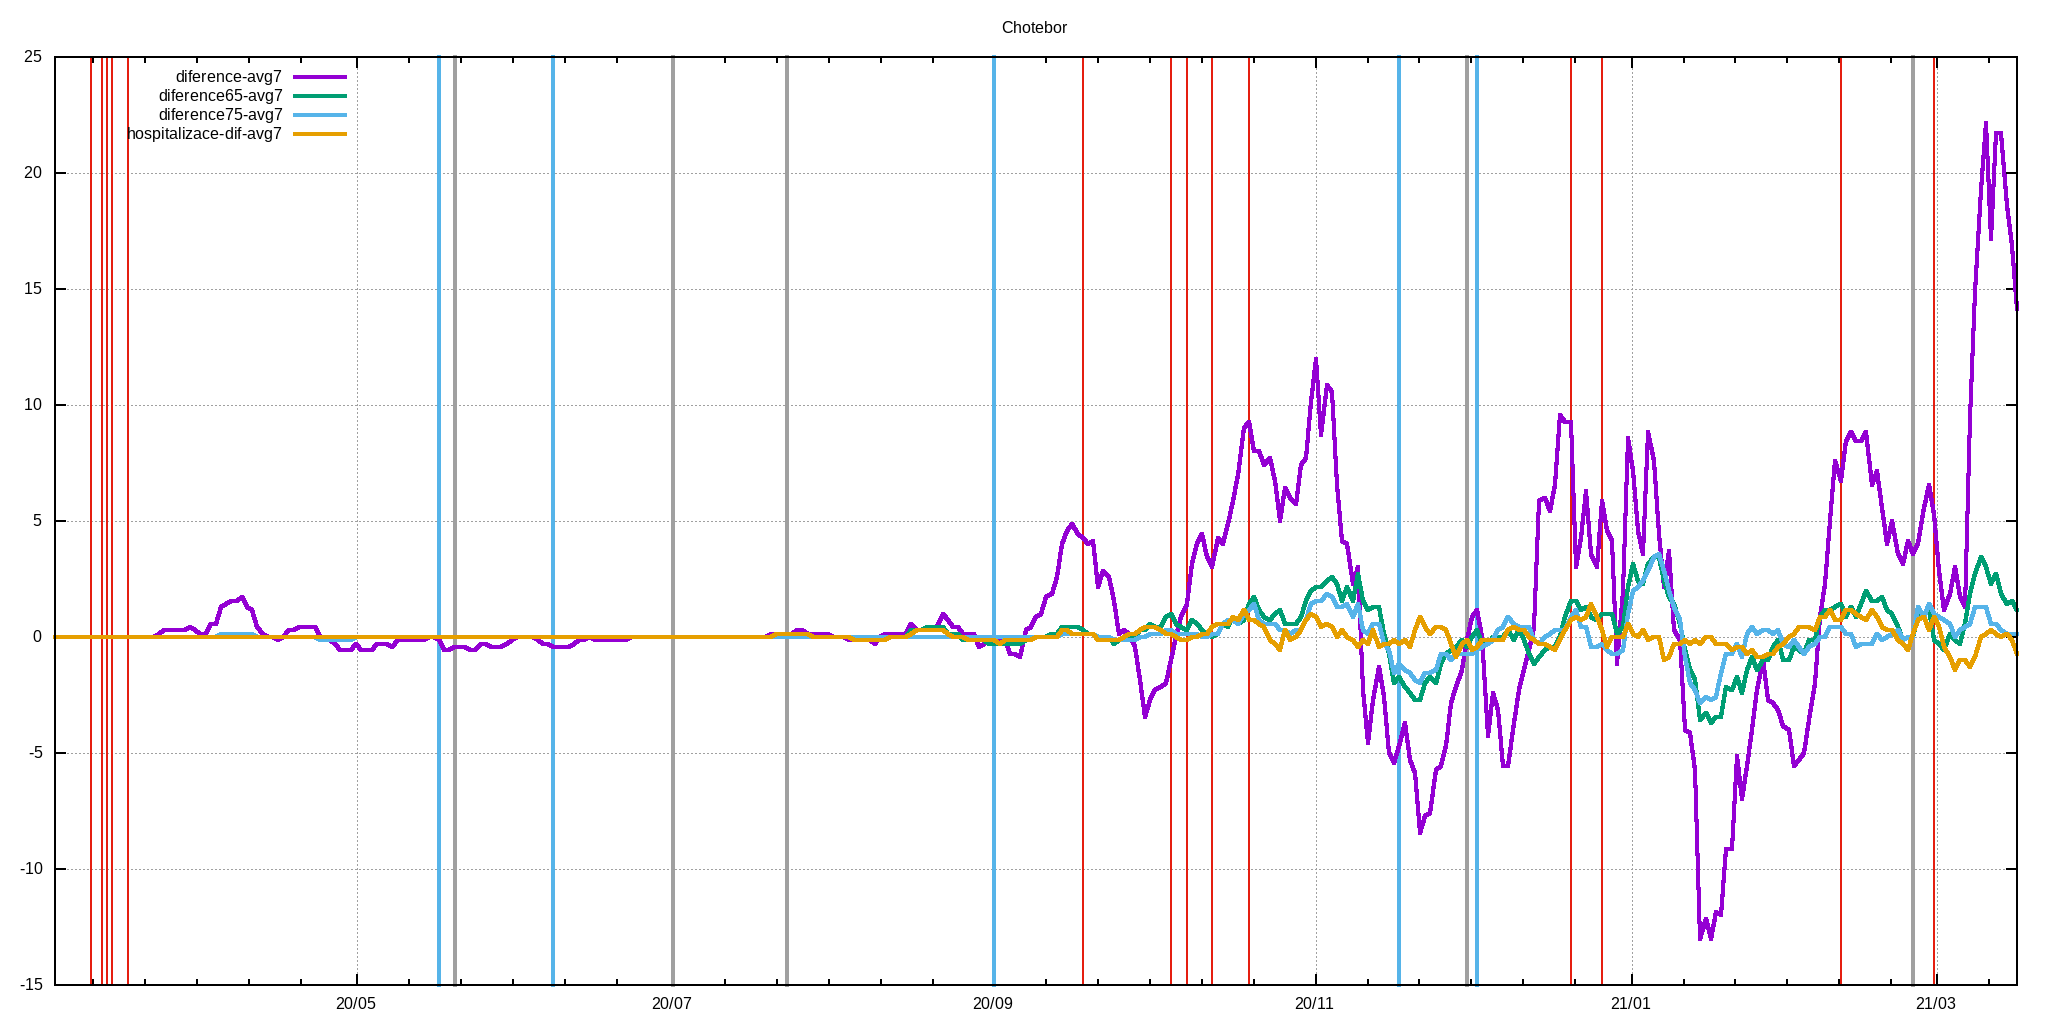 Chotebor
diference-avg7
diference65-avg7
diference75-avg7
hospitalizace-dif-avg7
25
20
15
10
5
0
-5
-10
-15
20/05 20/07 20/09 20/11 21/01 21/03